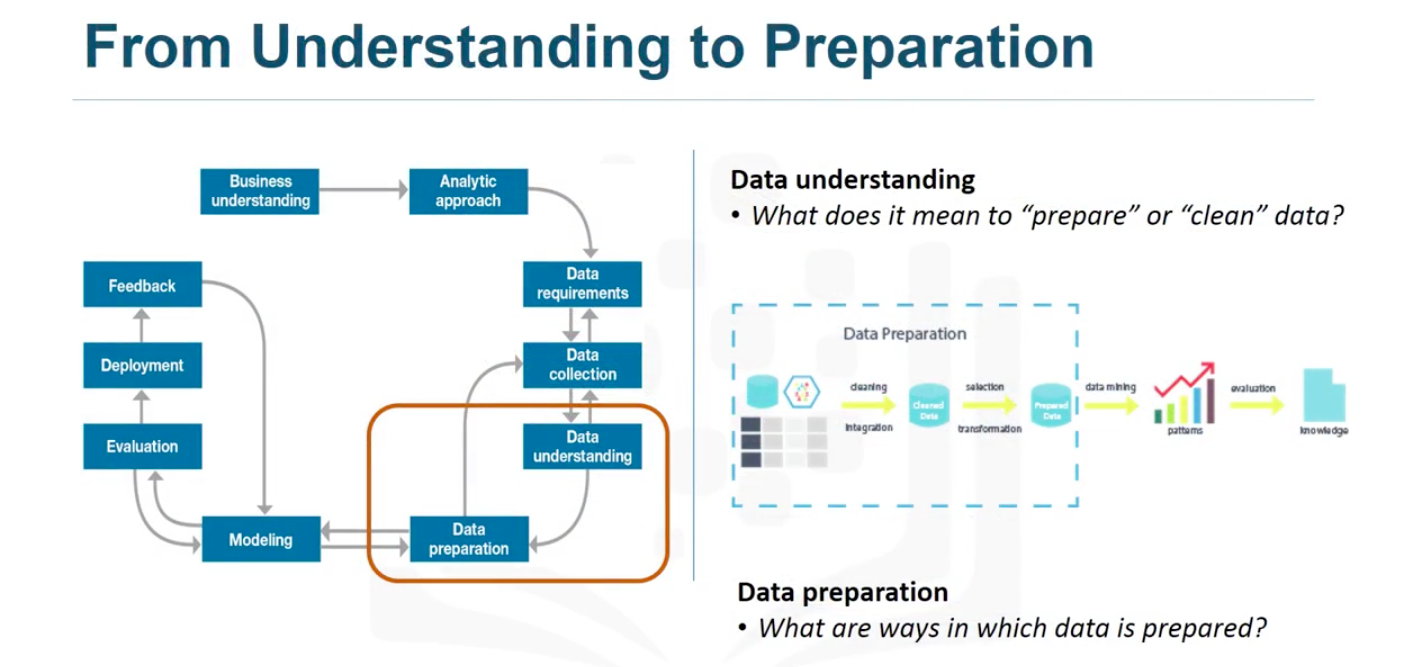 From Understanding to Preparation
Business
understanding
Analytic
approach
Feedback
Data
requirements
Deployment
Data
collection
Evaluation
Data
understanding
Modeling
Data
preparation
Data understanding
• What does it mean to “prepare” or “clean” data?
Data Preparation
cleaning
integration
Cleaned
Data
selection
transformation
Prepared
Data
data mining
patterns
evaluation
knowledge
Data preparation
• What are ways in which data is prepared?